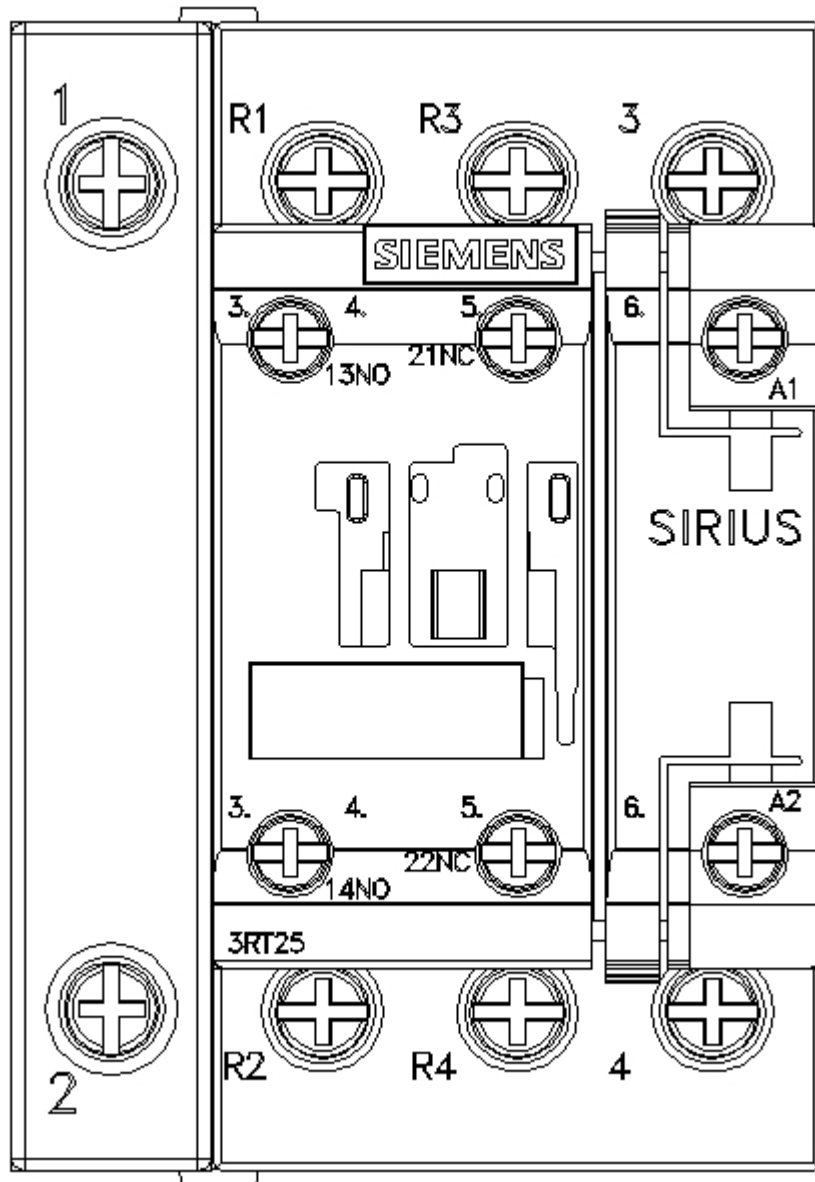 1
R1 R3 3
SIEMENS
3. 4. 5. 6.
13NO 21NC A1
SIRIUS
3. 4. 5. 6. A2
14NO 22NC
3RT25
R2 R4 4
2